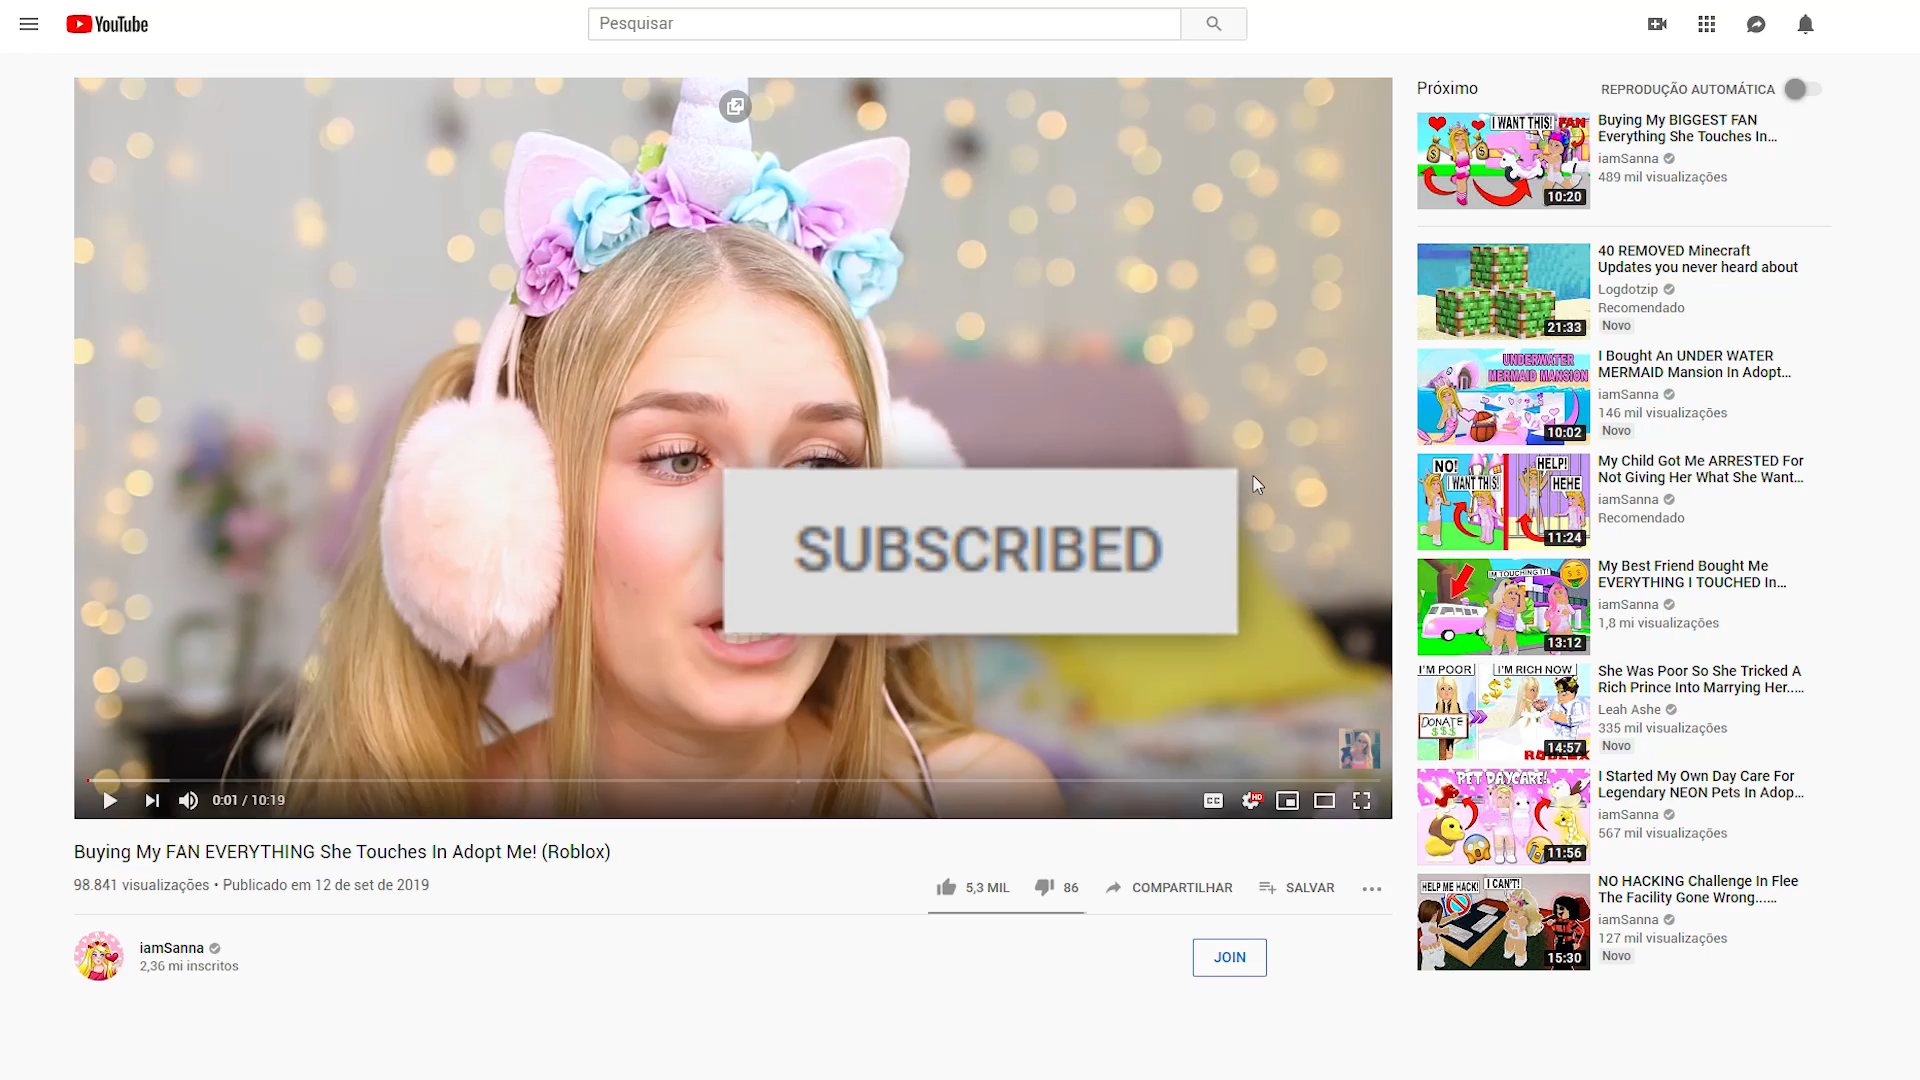 YouTube
Pesquisar
SUBSCRIBED
0:01 / 10:19
CC
HD
Buying My FAN EVERYTHING She Touches In Adopt Me! (Roblox)
98.841 visualizações • Publicado em 12 de set de 2019
5,3 MIL
86
COMPARTILHAR
SALVAR
iamSanna
2,36 mi inscritos
JOIN
Próximo
REPRODUÇÃO AUTOMÁTICA
I WANT THIS!
FAN
10:20
Buying My BIGGEST FAN
Everything She Touches In...
iamSanna
489 mil visualizações
21:33
40 REMOVED Minecraft
Updates you never heard about
Logdotzip
Recomendado
Novo
UNDERWATER
MERMAID MANSION
10:02
I Bought An UNDER WATER
MERMAID Mansion In Adopt...
iamSanna
146 mil visualizações
Novo
NO!
I WANT THIS!
HELP!
HEHE
11:24
My Child Got Me ARRESTED For
Not Giving Her What She Want...
iamSanna
Recomendado
I'M TOUCHING IT!
13:12
My Best Friend Bought Me
EVERYTHING I TOUCHED In...
iamSanna
1,8 mi visualizações
I'M POOR
I'M RICH NOW
DONATE
$$$
ROBLOX
14:57
She Was Poor So She Tricked A
Rich Prince Into Marrying Her....
Leah Ashe
335 mil visualizações
Novo
PET DAYCARE!
11:56
I Started My Own Day Care For
Legendary NEON Pets In Adop...
iamSanna
567 mil visualizações
HELP ME HACK!
I CAN'T!
15:30
NO HACKING Challenge In Flee
The Facility Gone Wrong......
iamSanna
127 mil visualizações
Novo